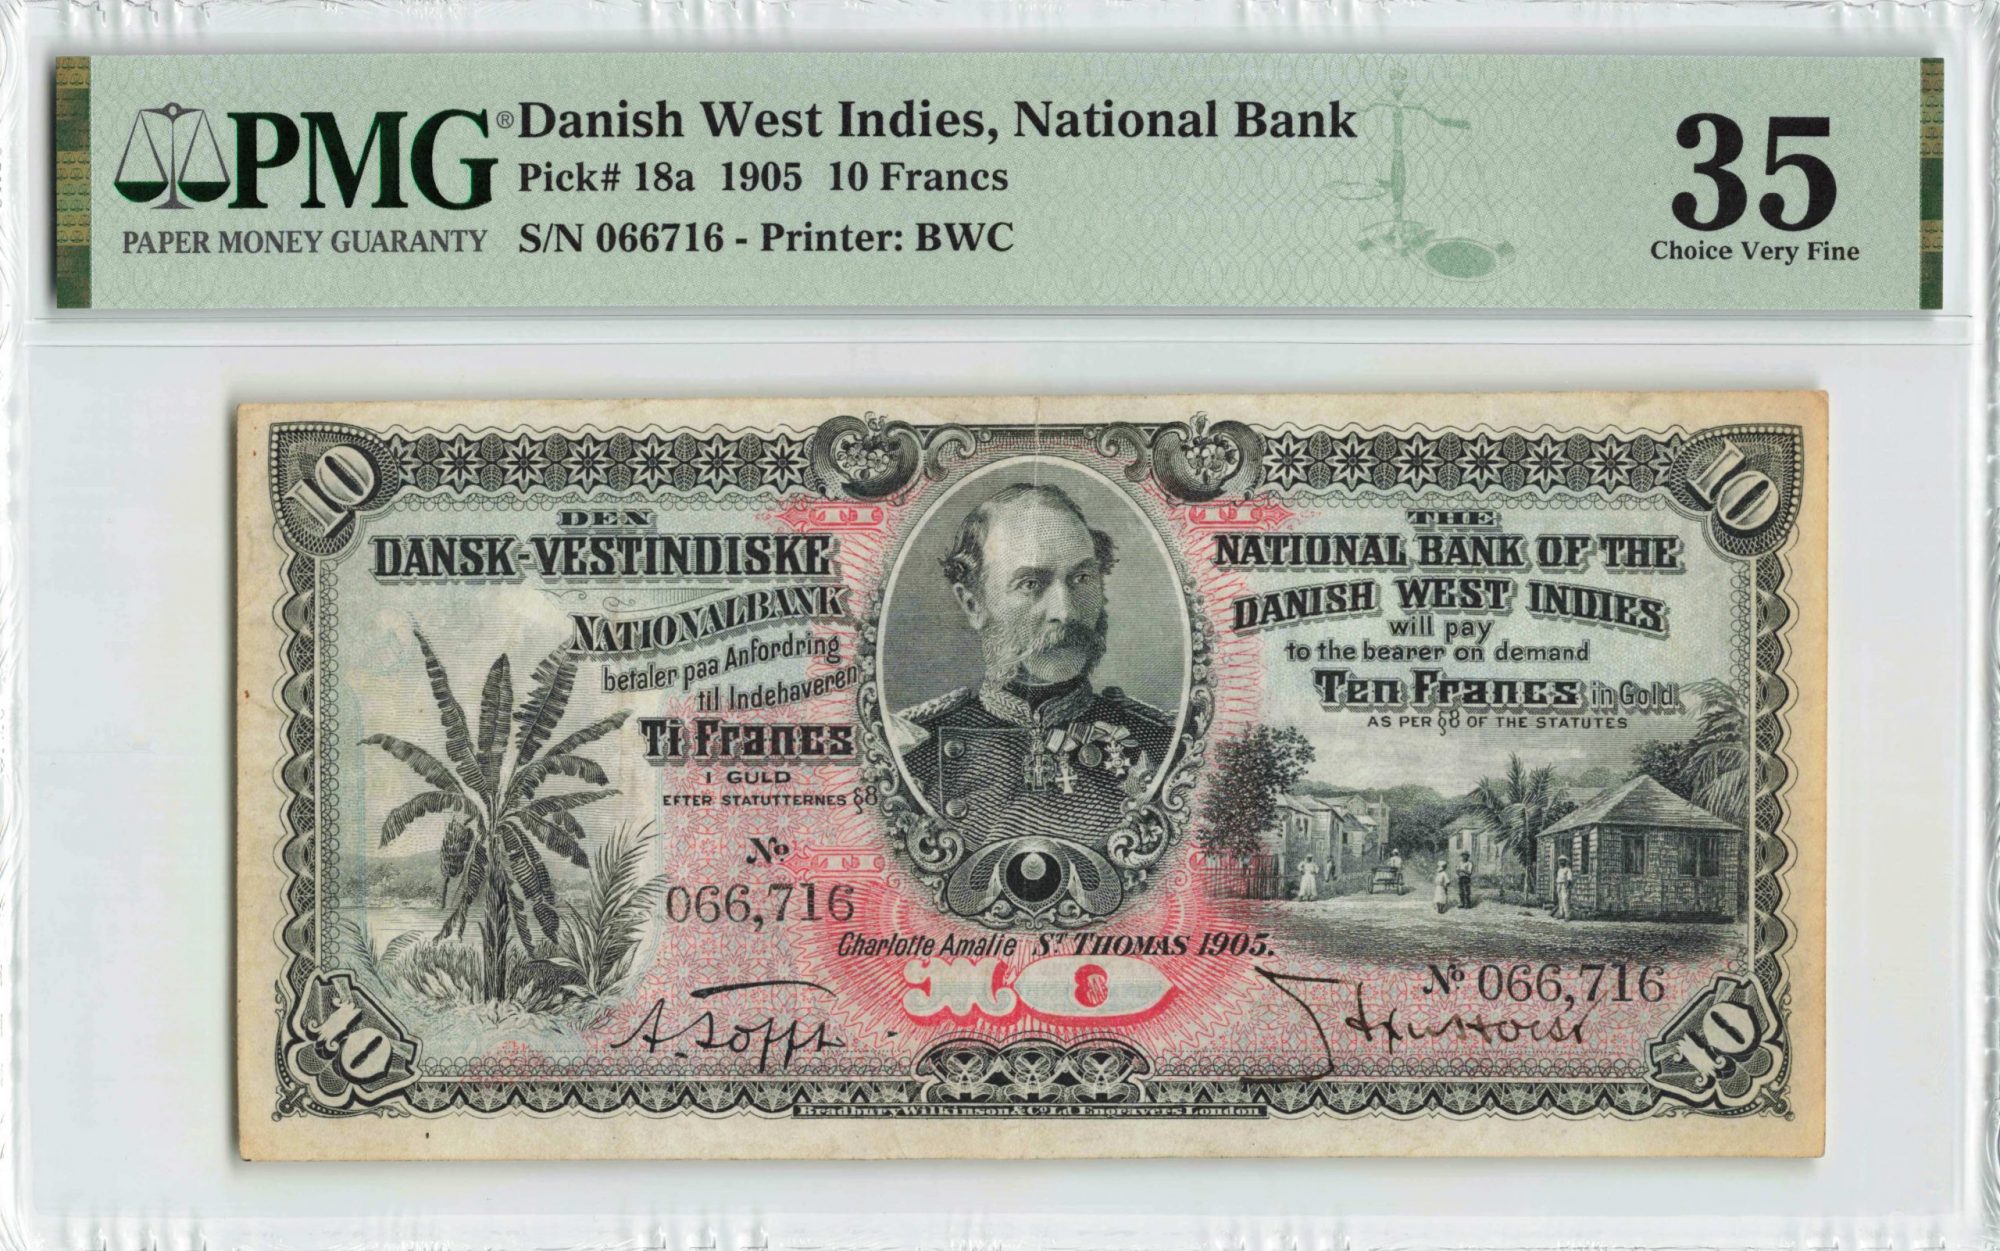 PMG® Danish West Indies, National Bank
Pick# 18a 1905 10 Francs
PAPER MONEY GUARANTY
S/N 066716 - Printer: BWC
35
Choice Very Fine
10
10
DEN
DANSK-VESTINDISKE
NATIONALBANK
betaler paa Anfordring
til Indehaveren
Ti Francs
I GULD
EFTER STATUTTERNES §8
No
066,716
THE
NATIONAL BANK OF THE
DANISH WEST INDIES
will pay
to the bearer on demand
Ten Francs in Gold.
AS PER §8 OF THE STATUTES
Charlotte Amalie ST THOMAS 1905.
10
No 066,716
10
10
Bradbury Wilkinson & Co Ld Engravers London